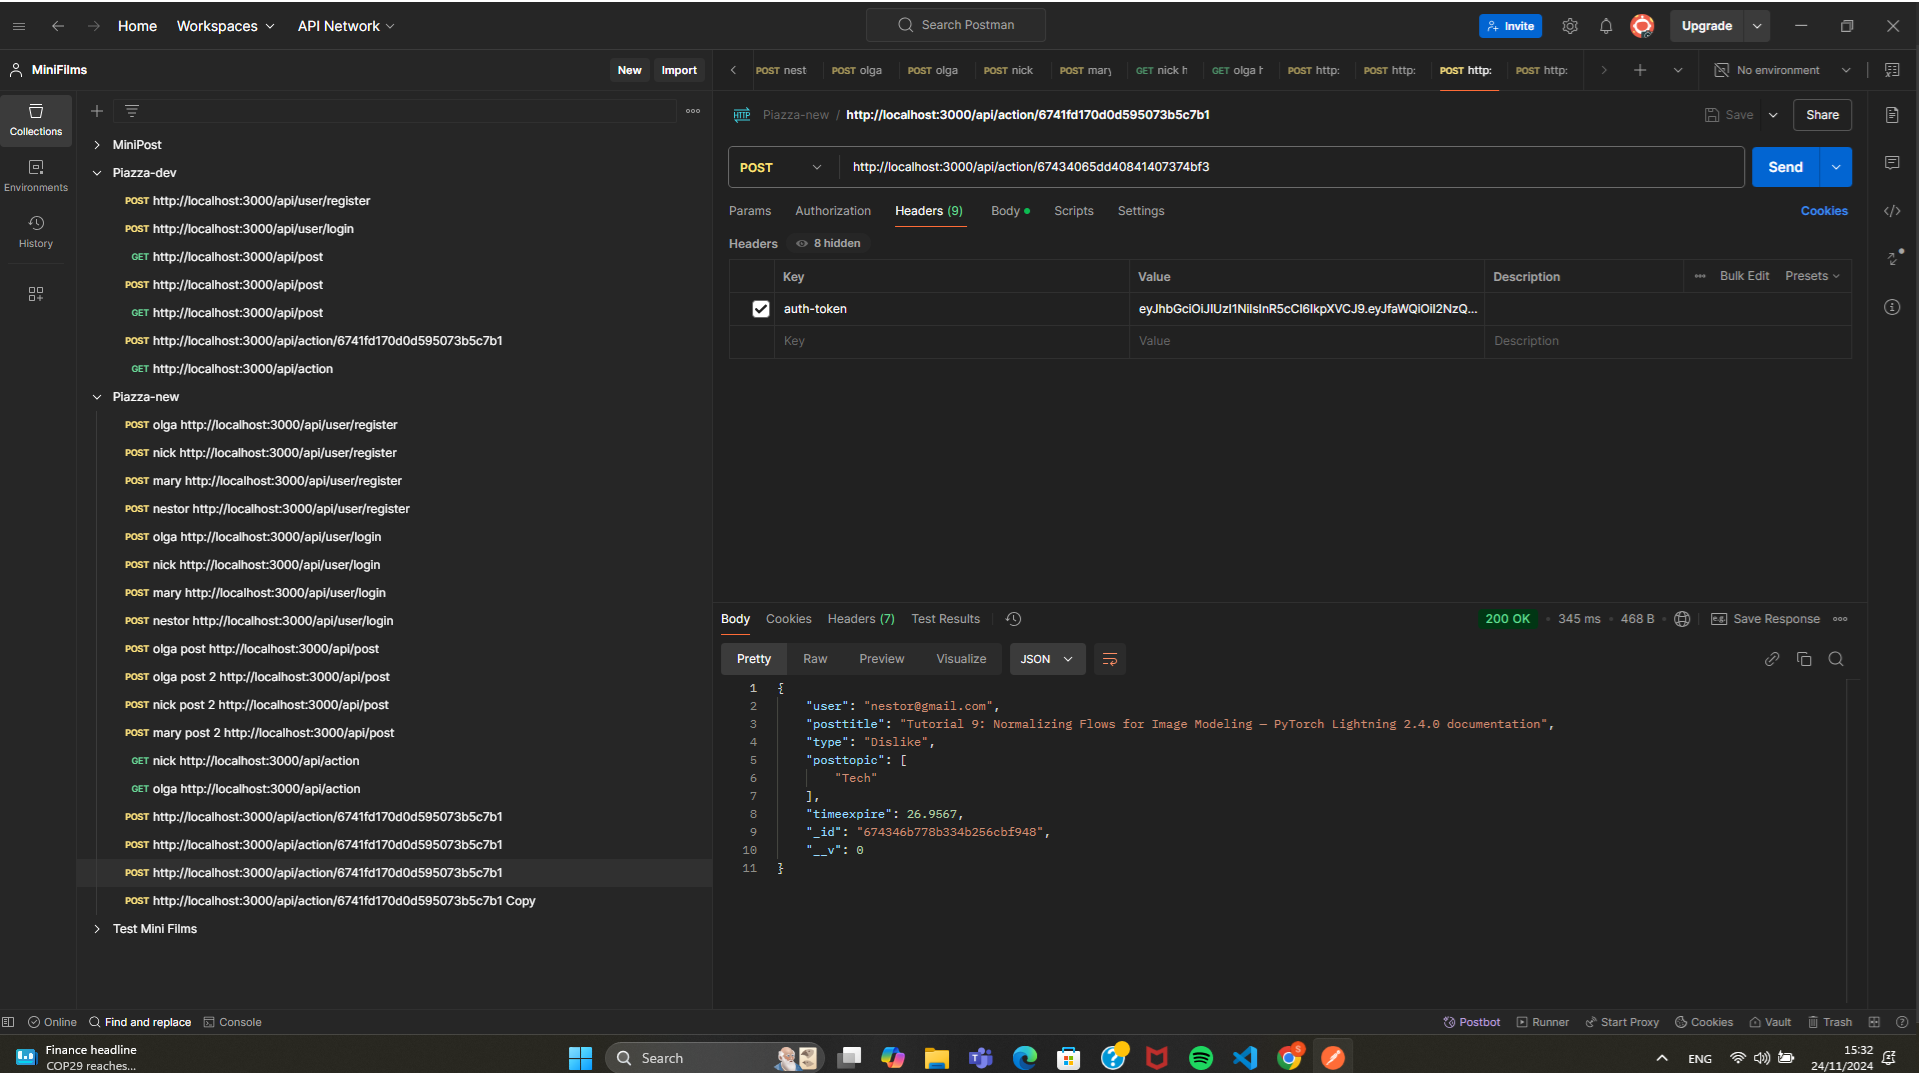 Home Workspaces API Network Search Postman Invite Upgrade
MiniFilms New Import
POST nest POST olga POST olga POST nick POST mary GET nick h GET olga h POST http: POST http: POST http: POST http: No environment
Collections
Environments
History
MiniPost
Piazza-dev
POST http://localhost:3000/api/user/register
POST http://localhost:3000/api/user/login
GET http://localhost:3000/api/post
POST http://localhost:3000/api/post
GET http://localhost:3000/api/post
POST http://localhost:3000/api/action/6741fd170d0d595073b5c7b1
GET http://localhost:3000/api/action
Piazza-new
POST olga http://localhost:3000/api/user/register
POST nick http://localhost:3000/api/user/register
POST mary http://localhost:3000/api/user/register
POST nestor http://localhost:3000/api/user/register
POST olga http://localhost:3000/api/user/login
POST nick http://localhost:3000/api/user/login
POST mary http://localhost:3000/api/user/login
POST nestor http://localhost:3000/api/user/login
POST olga post http://localhost:3000/api/post
POST olga post 2 http://localhost:3000/api/post
POST nick post 2 http://localhost:3000/api/post
POST mary post 2 http://localhost:3000/api/post
GET nick http://localhost:3000/api/action
GET olga http://localhost:3000/api/action
POST http://localhost:3000/api/action/6741fd170d0d595073b5c7b1
POST http://localhost:3000/api/action/6741fd170d0d595073b5c7b1
POST http://localhost:3000/api/action/6741fd170d0d595073b5c7b1
POST http://localhost:3000/api/action/6741fd170d0d595073b5c7b1 Copy
Test Mini Films
HTTP Piazza-new / http://localhost:3000/api/action/6741fd170d0d595073b5c7b1 Save Share
POST http://localhost:3000/api/action/67434065dd40841407374bf3 Send
Params Authorization Headers (9) Body Scripts Settings Cookies
Headers 8 hidden
Key Value Description Bulk Edit Presets
auth-token eyJhbGciOiJIUzI1NiIsInR5cCI6IkpXVCJ9.eyJfaWQiOiI2NzQ...
Key Value Description
Body Cookies Headers (7) Test Results 200 OK 345 ms 468 B Save Response
Pretty Raw Preview Visualize JSON
1 {
2 "user": "nestor@gmail.com",
3 "posttitle": "Tutorial 9: Normalizing Flows for Image Modeling — PyTorch Lightning 2.4.0 documentation",
4 "type": "Dislike",
5 "posttopic": [
6 "Tech"
7 ],
8 "timeexpire": 26.9567,
9 "_id": "674346b778b334b256cbf948",
10 "__v": 0
11 }
Online Find and replace Console Postbot Runner Start Proxy Cookies Vault Trash
Finance headline
COP29 reaches...
Search
ENG
15:32
24/11/2024